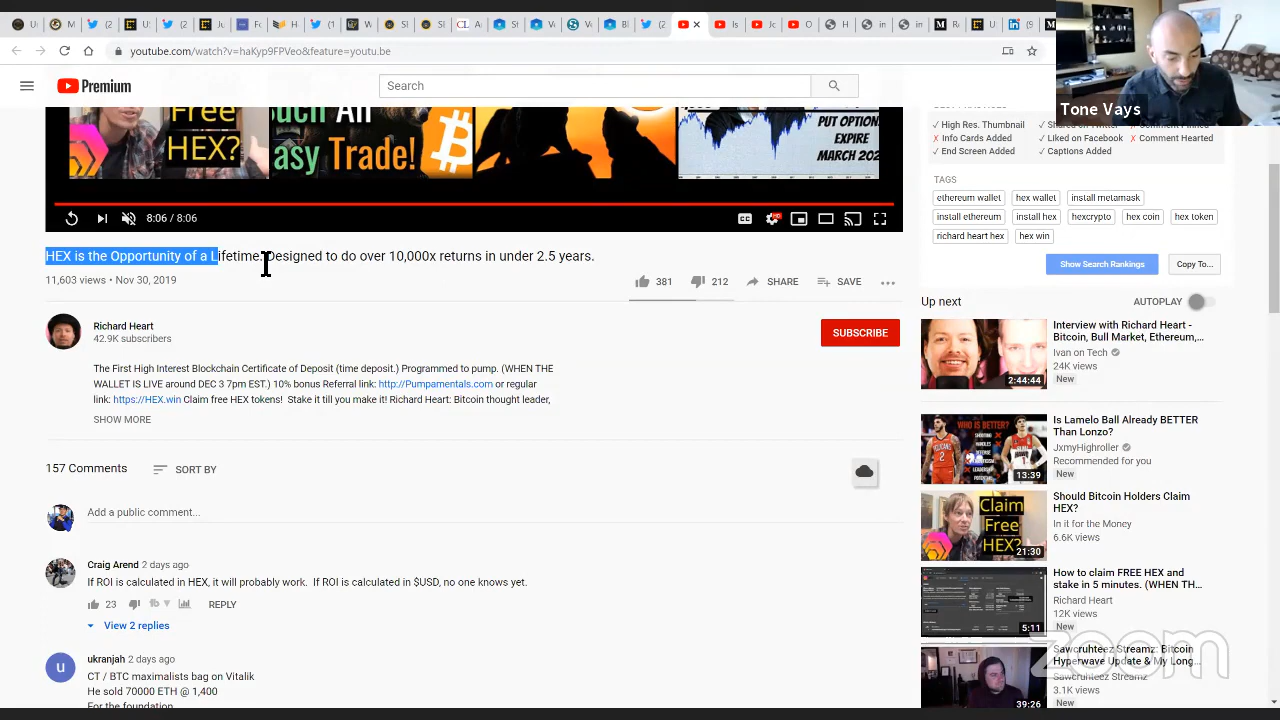 youtube.com/watch?v=haKyp9FPVeo&feature=youtu.be
Tone Vays
Premium
Search
Free
HEX?
Such An
Easy Trade!
PUT OPTION
EXPIRE
MARCH 202
8:06 / 8:06
HEX is the Opportunity of a Lifetime. Designed to do over 10,000x returns in under 2.5 years.
11,603 views • Nov 30, 2019
381
212
SHARE
SAVE
Richard Heart
42.9K subscribers
SUBSCRIBE
The First High Interest Blockchain Certificate of Deposit (time deposit.) Programmed to pump. (WHEN THE
WALLET IS LIVE around DEC 3 7pm EST.) 10% bonus Referral link: http://Pumpamentals.com or regular
link: https://HEX.win Claim free HEX tokens! Stake it till you make it! Richard Heart: Bitcoin thought leader,
SHOW MORE
157 Comments
SORT BY
Add a public comment...
Craig Arend 2 days ago
If ROI is calculated in HEX, it will probably work. If ROI is calculated in $USD, no one knows yet.
23
REPLY
View 2 replies
ukranjah 2 days ago
CT / BTC maximalists bag on Vitalik
He sold 70000 ETH @ 1,400
For the foundation
✓ High Res. Thumbnail
✗ Info Cards Added
✗ Comment Hearted
✓ End Screen Added
✓ Liked on Facebook
✓ Captions Added
TAGS
ethereum wallet
hex wallet
install metamask
install ethereum
install hex
hexcrypto
hex coin
hex token
richard heart hex
hex win
Show Search Rankings
Copy To...
Up next
AUTOPLAY
Interview with Richard Heart -
Bitcoin, Bull Market, Ethereum,...
Ivan on Tech
24K views
New
2:44:44
WHO IS BETTER?
13:39
Is Lamelo Ball Already BETTER
Than Lonzo?
JxmyHighroller
Recommended for you
New
Claim
Free
HEX?
21:30
Should Bitcoin Holders Claim
HEX?
In it for the Money
6.6K views
5:11
How to claim FREE HEX and
stake in 5 minutes. (WHEN TH...
Richard Heart
12K views
New
39:26
Sawcruhteez Streamz: Bitcoin
Hyperwave Update & My Long...
Sawcruhteez Streamz
3.1K views
New
zoom